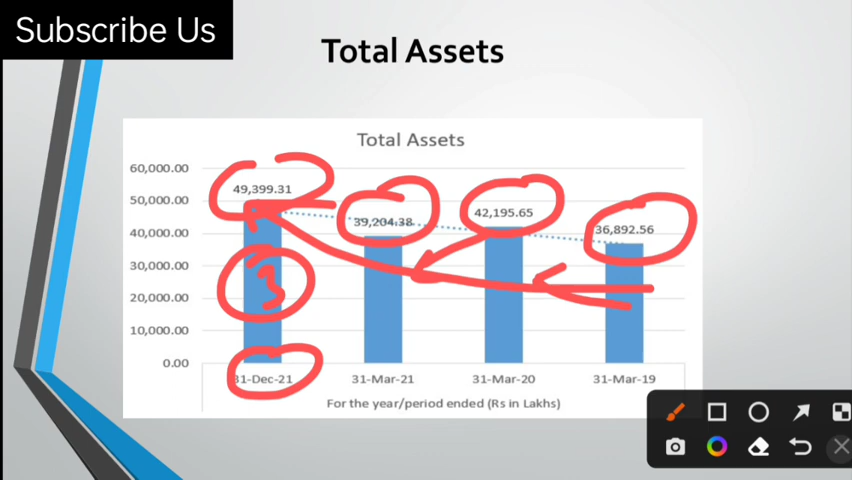 Subscribe Us
Total Assets
Total Assets
60,000.00
50,000.00
40,000.00
30,000.00
20,000.00
10,000.00
0.00
49,399.31
39,204.38
42,195.65
36,892.56
3
31-Dec-21
31-Mar-21
31-Mar-20
31-Mar-19
For the year/period ended (Rs in Lakhs)